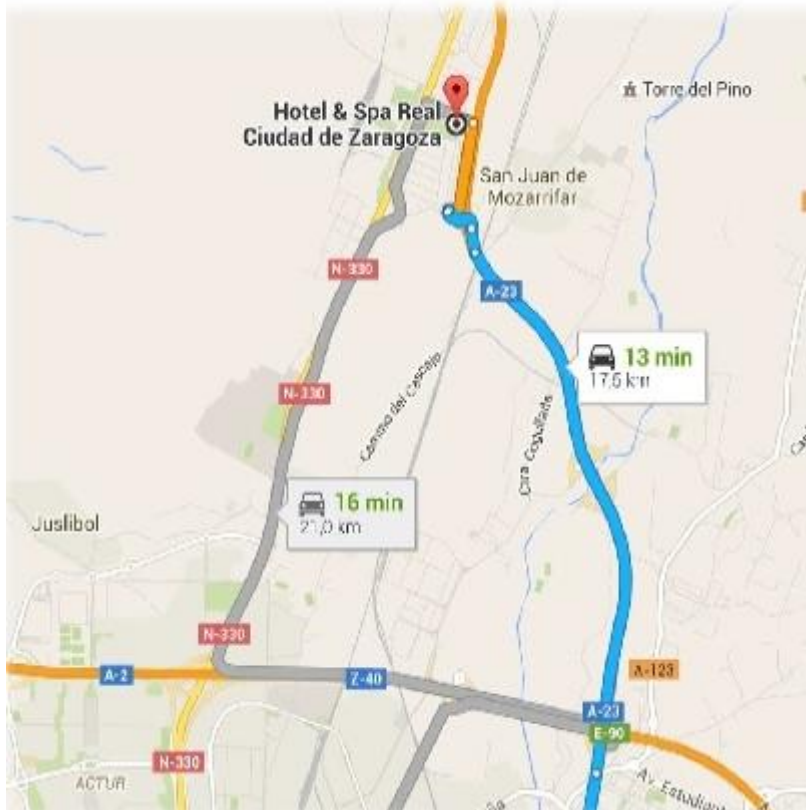 Torre del Pino
Hotel & Spa Real
Ciudad de Zaragoza
San Juan de
Mozarrifar
N-330
A-23
13 min
17,5 km
N-330
Camino del Cascajo
Ctra Cogullada
16 min
21,0 km
Juslibol
N-330
A-2
Z-40
A-123
A-23
E-90
N-330
ACTUR
Av. Estudiante